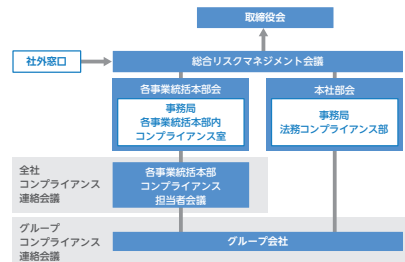 取締役会
社外窓口
総合リスクマネジメント会議
各事業統括本部会
事務局
各事業統括本部内
コンプライアンス室
本社部会
事務局
法務コンプライアンス部
全社
コンプライアンス
連絡会議
各事業統括本部
コンプライアンス
担当者会議
グループ
コンプライアンス
連絡会議
グループ会社